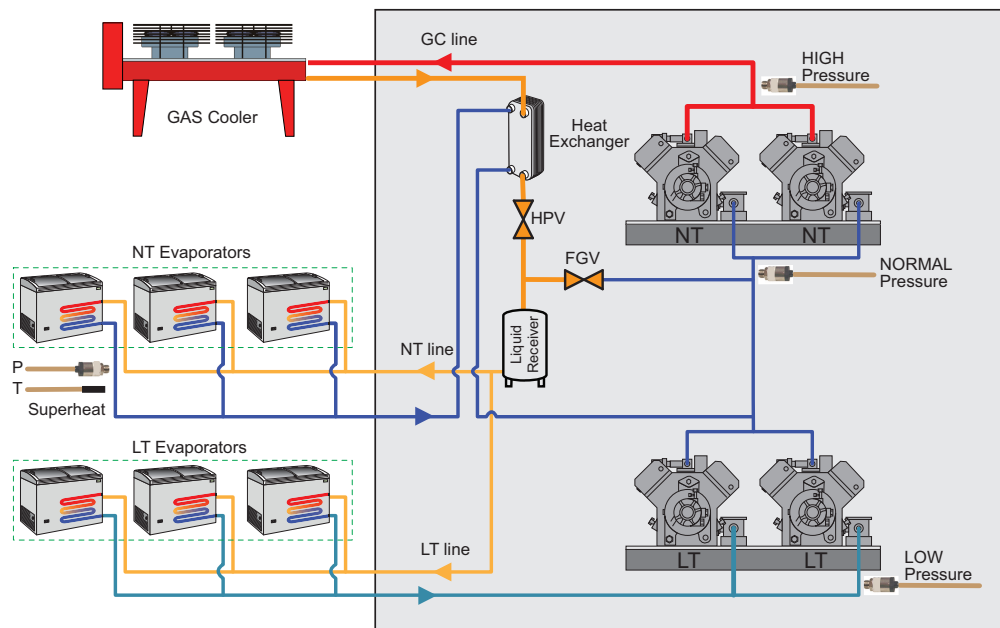 GC line
HIGH
Pressure
GAS Cooler
Heat
Exchanger
HPV
NT
NT
NT Evaporators
FGV
NORMAL
Pressure
Liquid
Receiver
NT line
P
T
Superheat
LT Evaporators
LT line
LT
LT
LOW
Pressure